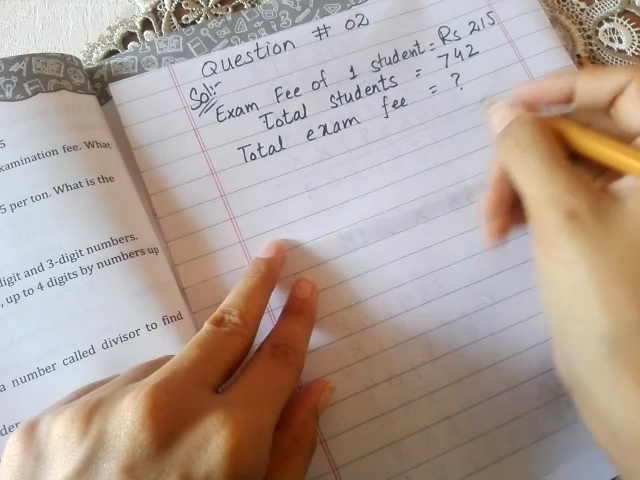 5
xamination fee. What
5 per ton. What is the
digit and 3-digit numbers.
, up to 4 digits by numbers up
a number called divisor to find
der
Question # 02
Sol:-
Exam Fee of 1 student = Rs 215
Total students = 742
Total exam fee = ?